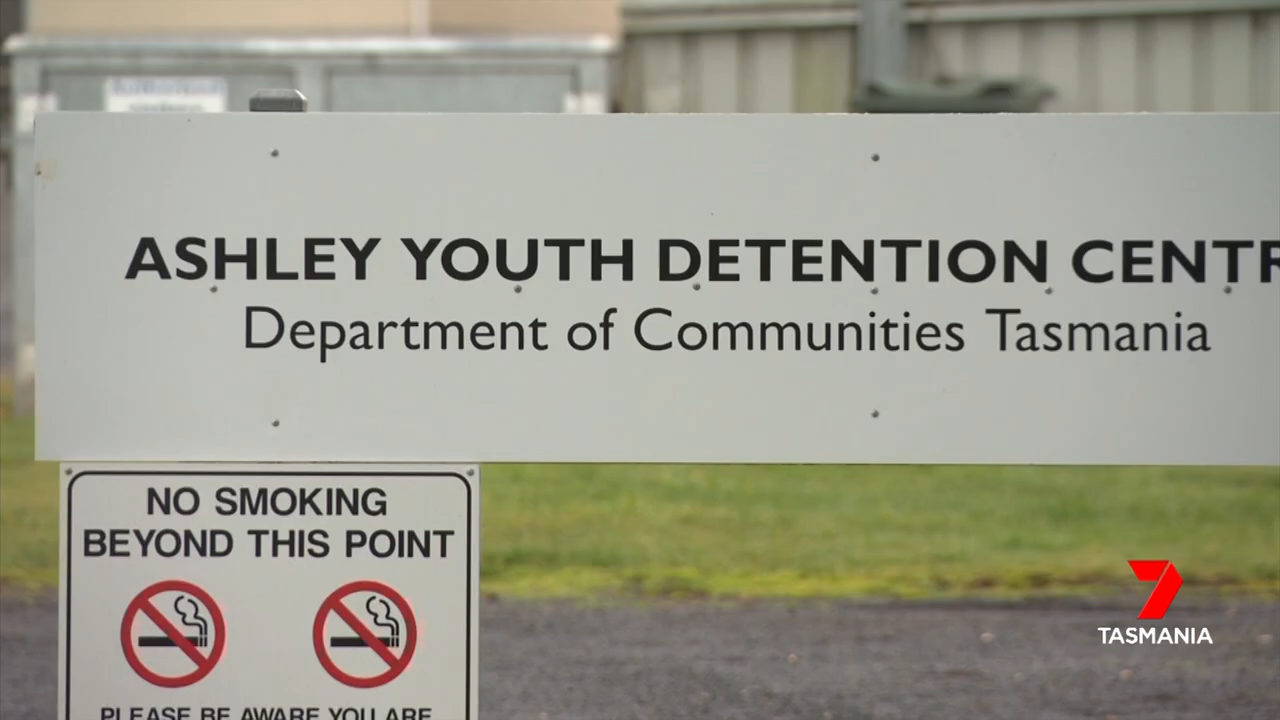 ASHLEY YOUTH DETENTION CENTR
Department of Communities Tasmania
NO SMOKING
BEYOND THIS POINT
PLEASE BE AWARE YOU ARE
7
TASMANIA